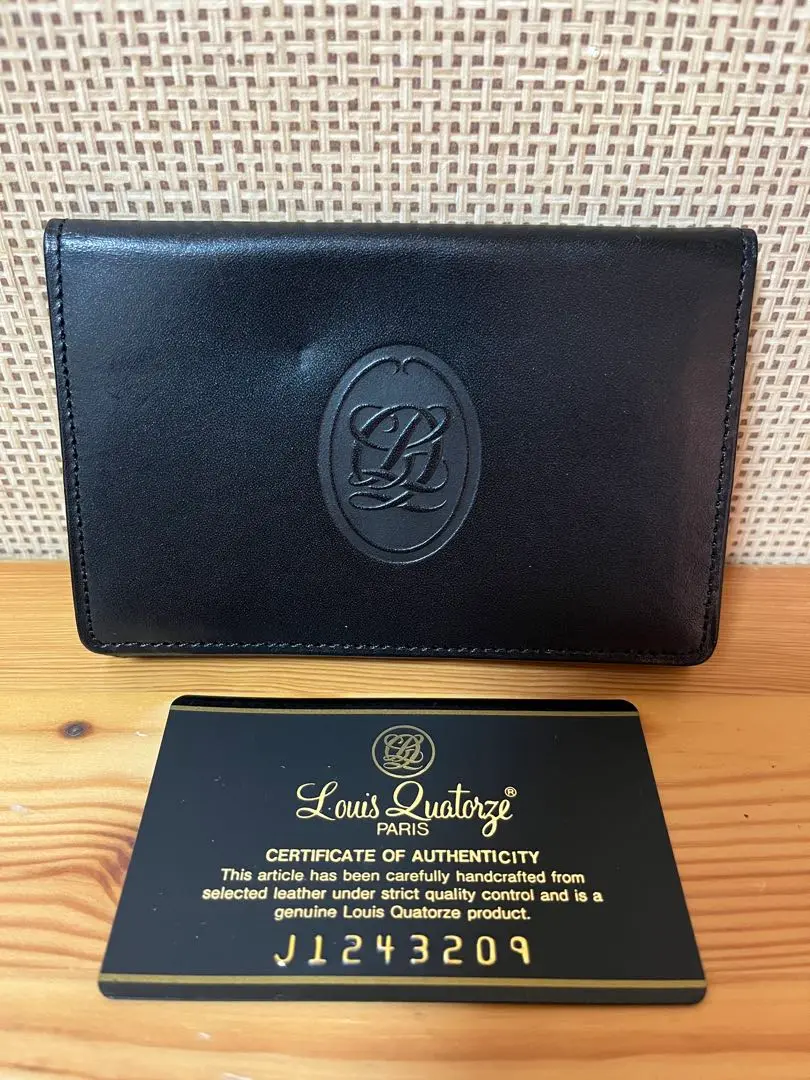 Louis Quatorze®
PARIS
CERTIFICATE OF AUTHENTICITY
This article has been carefully handcrafted from
selected leather under strict quality control and is a
genuine Louis Quatorze product.
J1243209